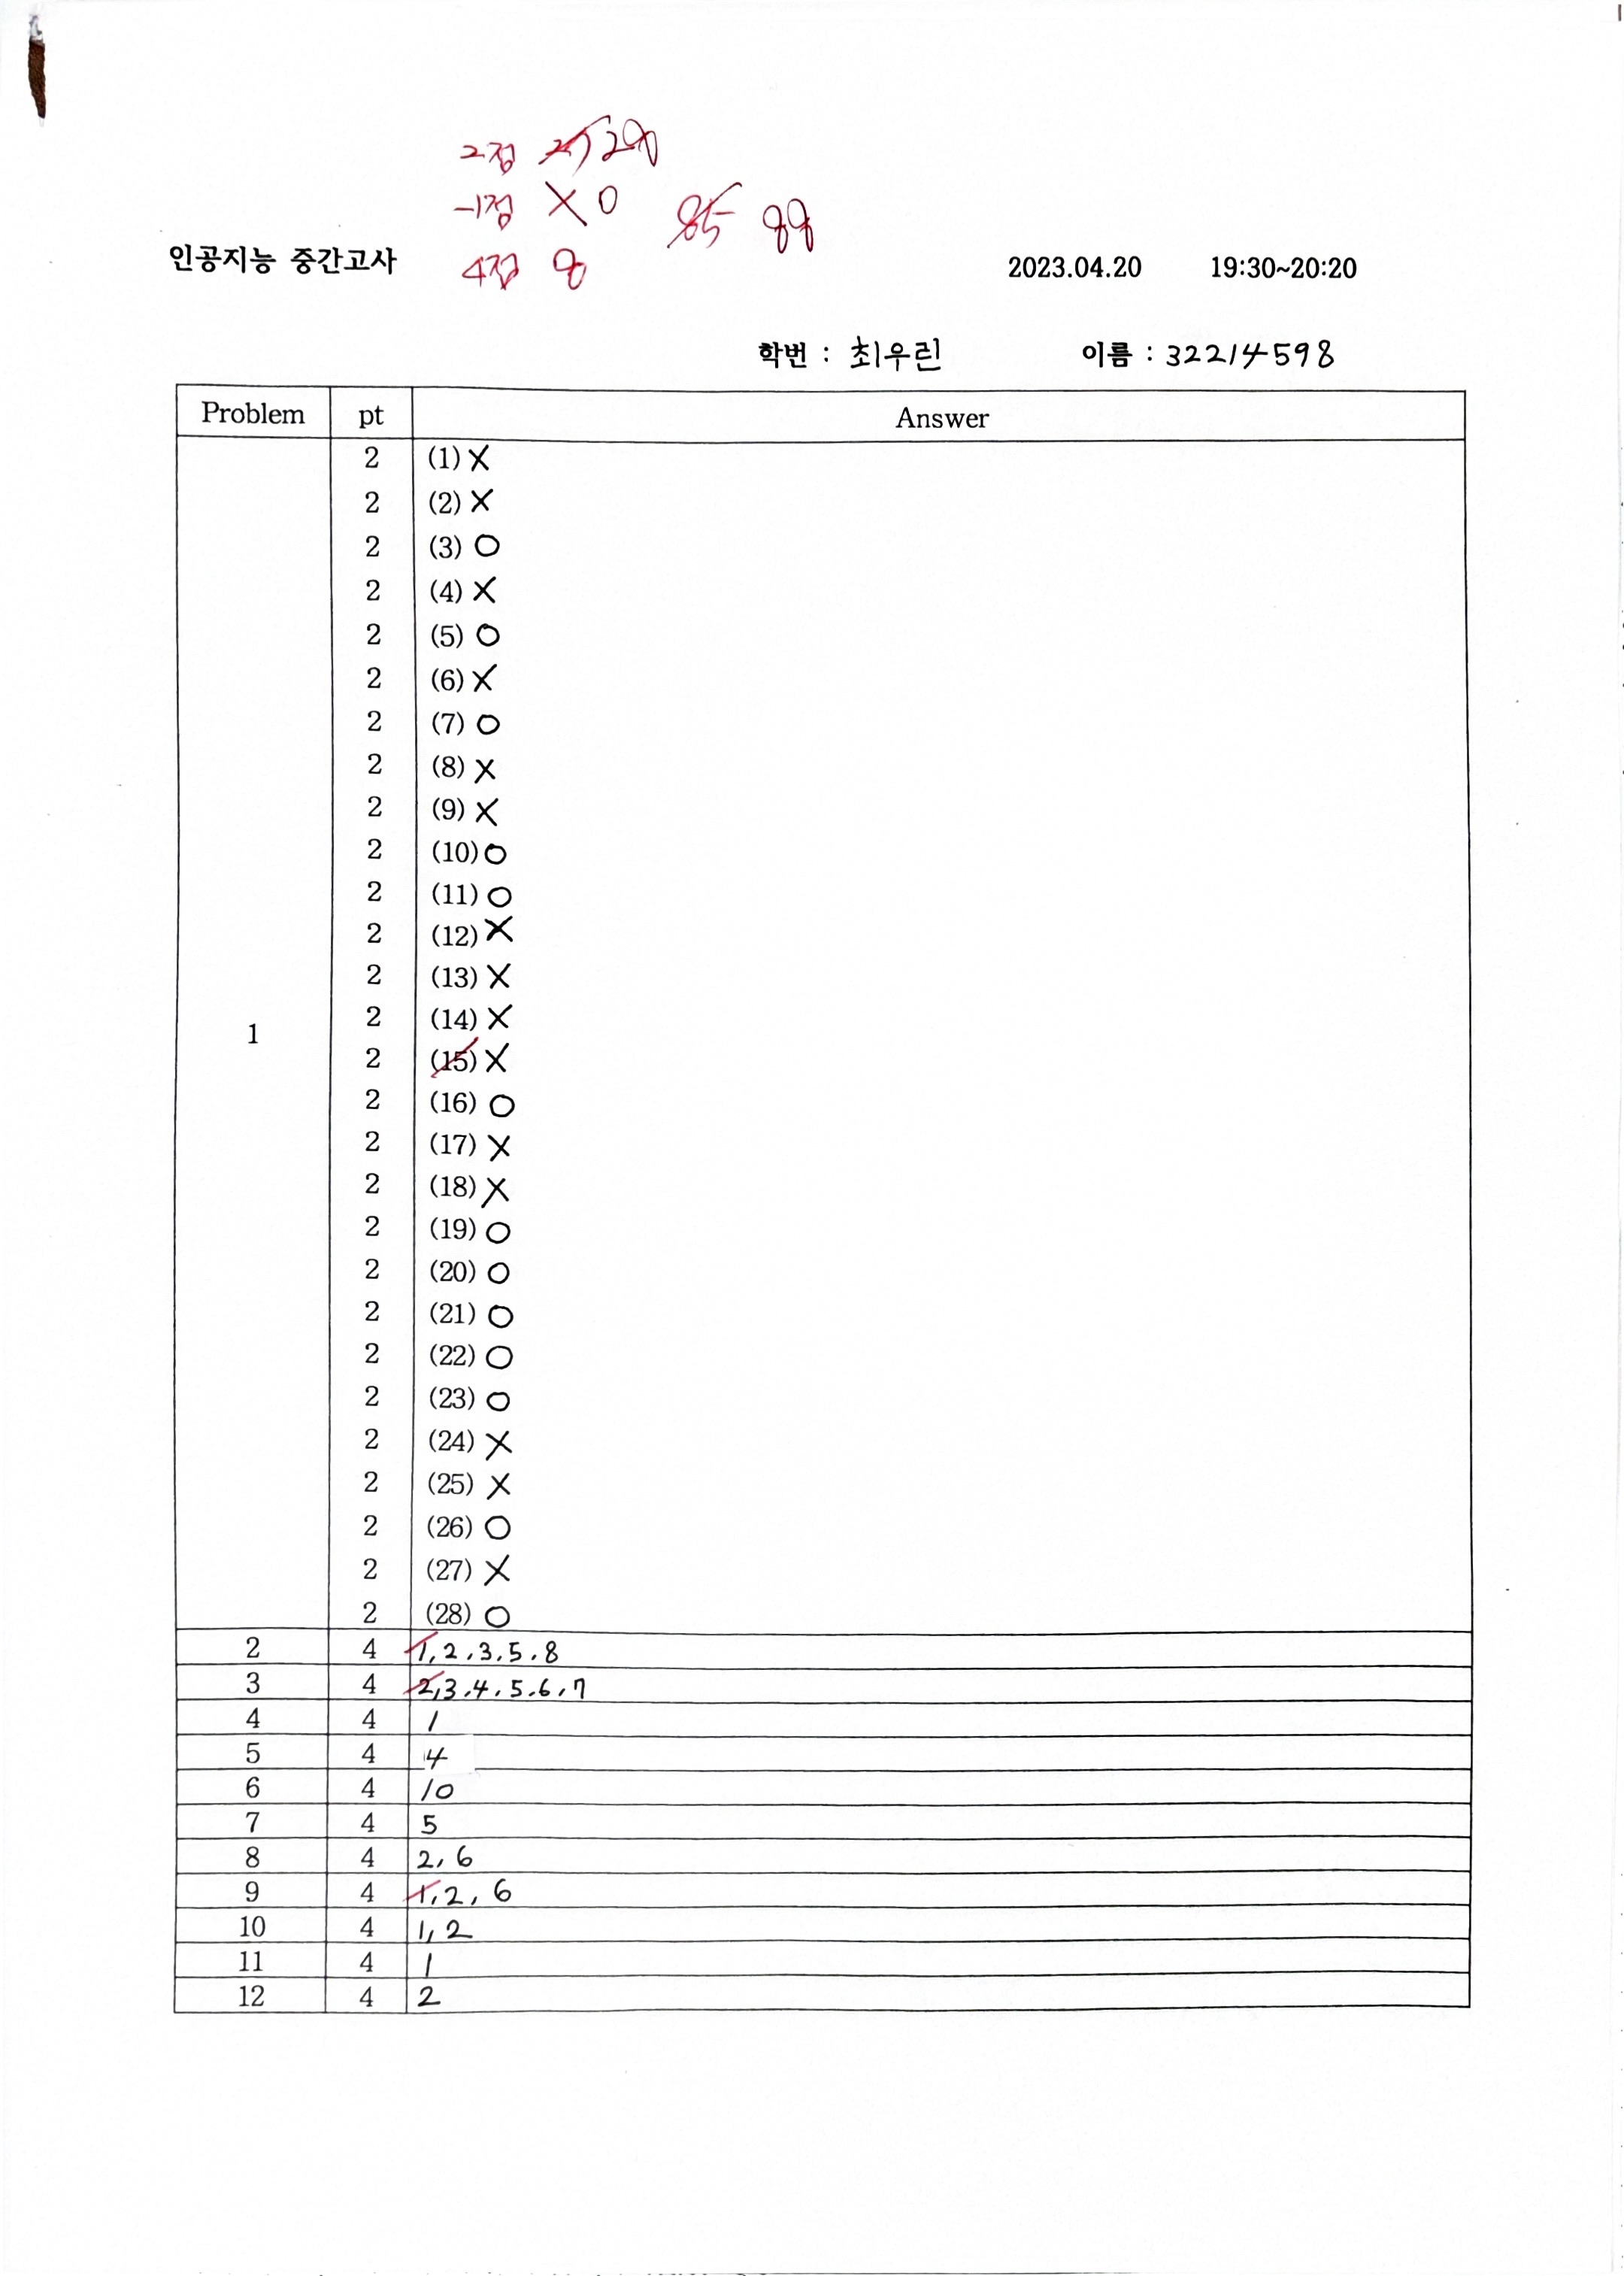 2점 28
-1점 X 0 85 88
4점 8
인공지능 중간고사 2023.04.20 19:30~20:20
학번 : 최우린 이름 : 32214598
Problem pt Answer
1
2 (1) X
2 (2) X
2 (3) O
2 (4) X
2 (5) O
2 (6) X
2 (7) O
2 (8) X
2 (9) X
2 (10) O
2 (11) O
2 (12) X
2 (13) X
2 (14) X
2 (15) X
2 (16) O
2 (17) X
2 (18) X
2 (19) O
2 (20) O
2 (21) O
2 (22) O
2 (23) O
2 (24) X
2 (25) X
2 (26) O
2 (27) X
2 (28) O
2 4 1, 2, 3, 5, 8
3 4 2, 3, 4, 5, 6, 7
4 4 1
5 4 4
6 4 10
7 4 5
8 4 2, 6
9 4 1, 2, 6
10 4 1, 2
11 4 1
12 4 2